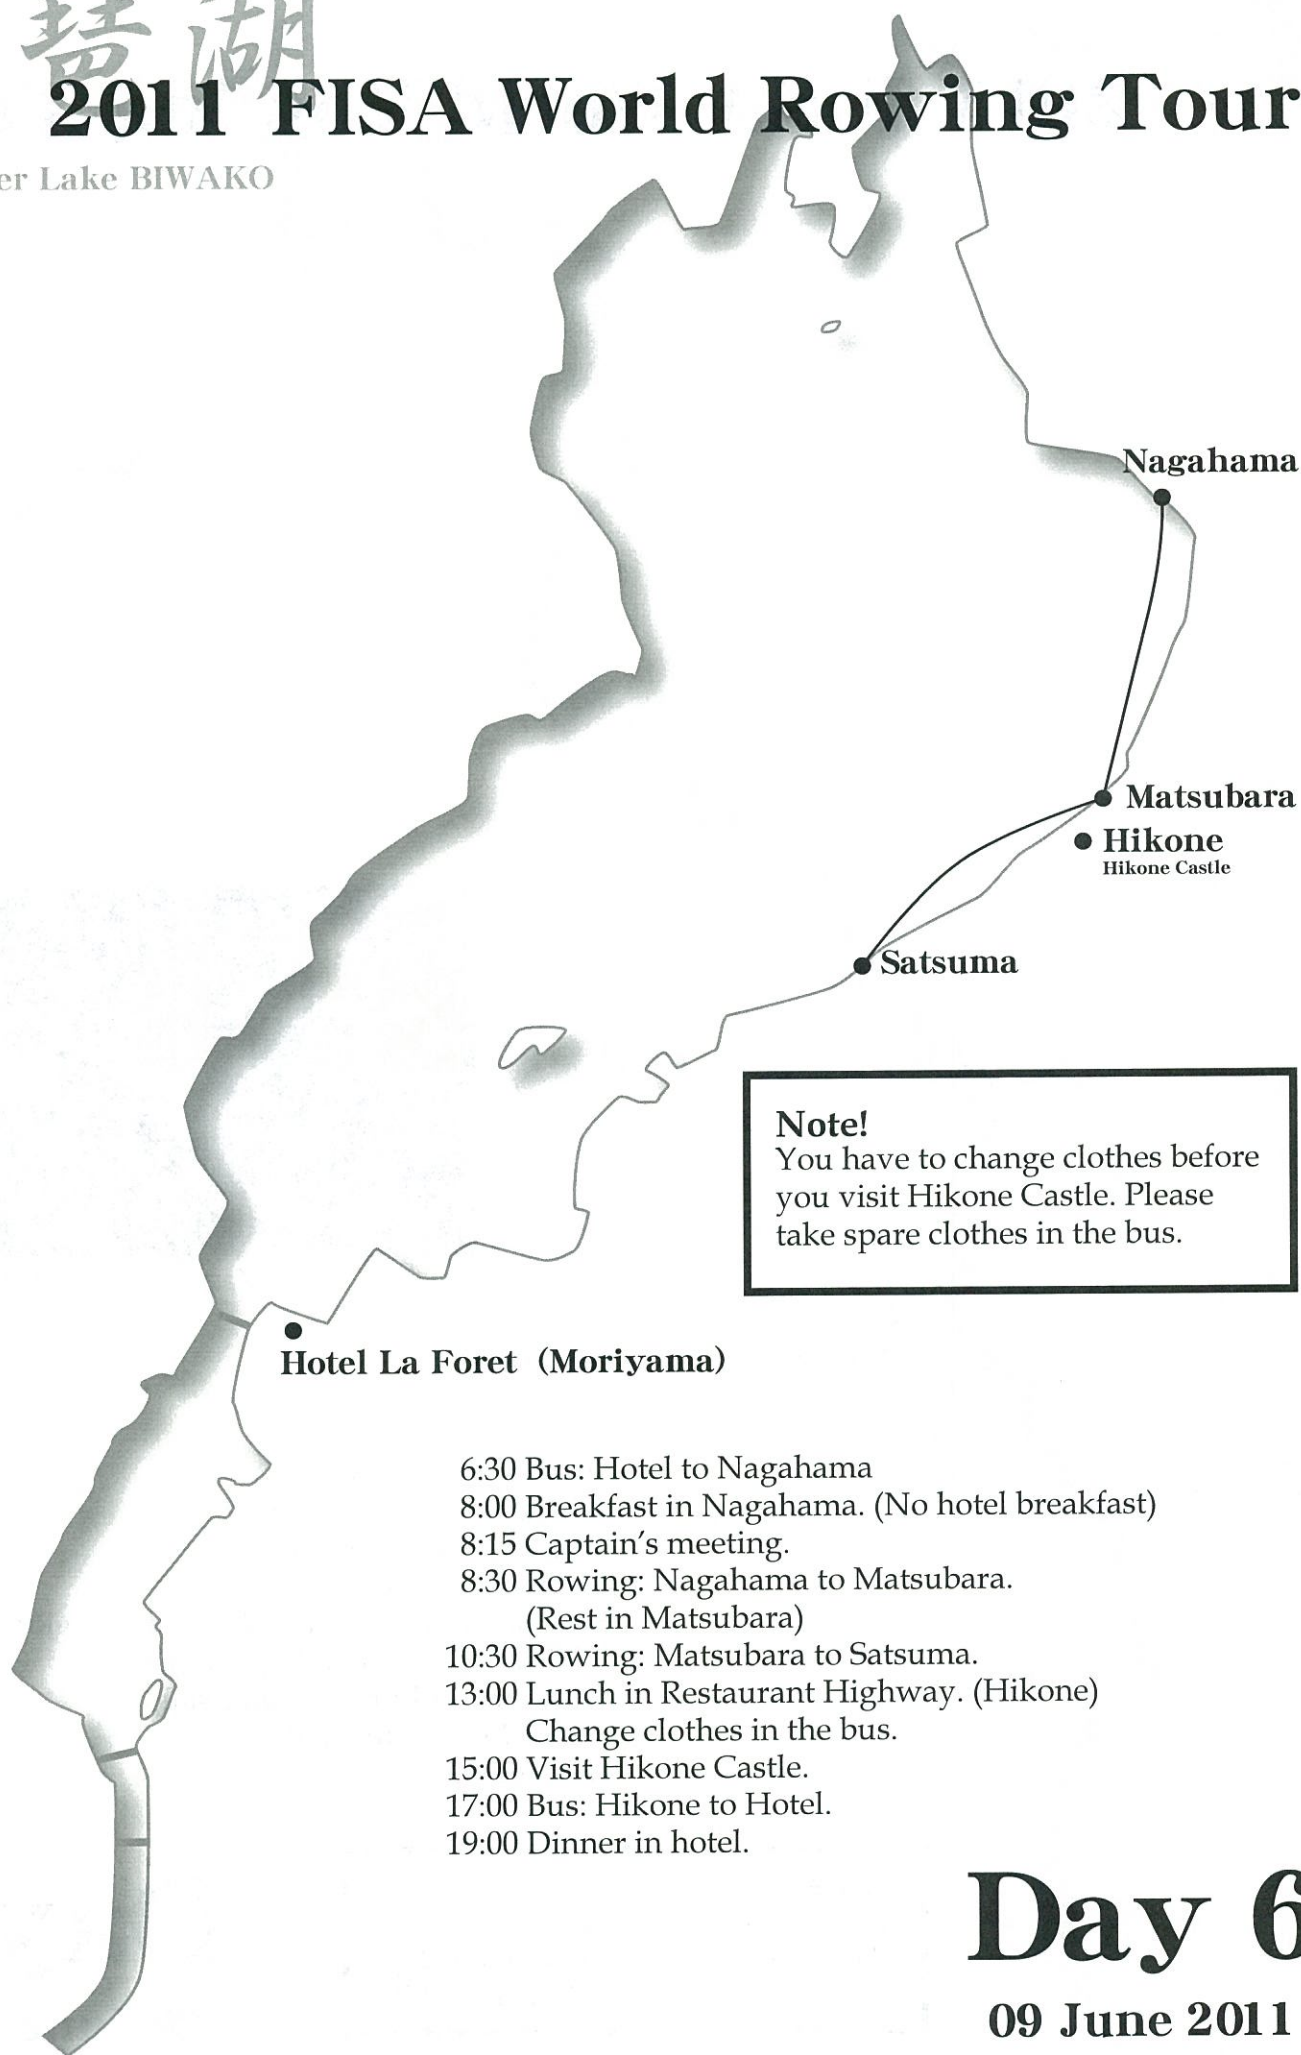 琵琶湖
2011 FISA World Rowing Tour
er Lake BIWAKO
Nagahama
Matsubara
Hikone
Hikone Castle
Satsuma
Note!
You have to change clothes before
you visit Hikone Castle. Please
take spare clothes in the bus.
Hotel La Foret (Moriyama)
6:30 Bus: Hotel to Nagahama
8:00 Breakfast in Nagahama. (No hotel breakfast)
8:15 Captain's meeting.
8:30 Rowing: Nagahama to Matsubara.
(Rest in Matsubara)
10:30 Rowing: Matsubara to Satsuma.
13:00 Lunch in Restaurant Highway. (Hikone)
Change clothes in the bus.
15:00 Visit Hikone Castle.
17:00 Bus: Hikone to Hotel.
19:00 Dinner in hotel.
Day 6
09 June 2011